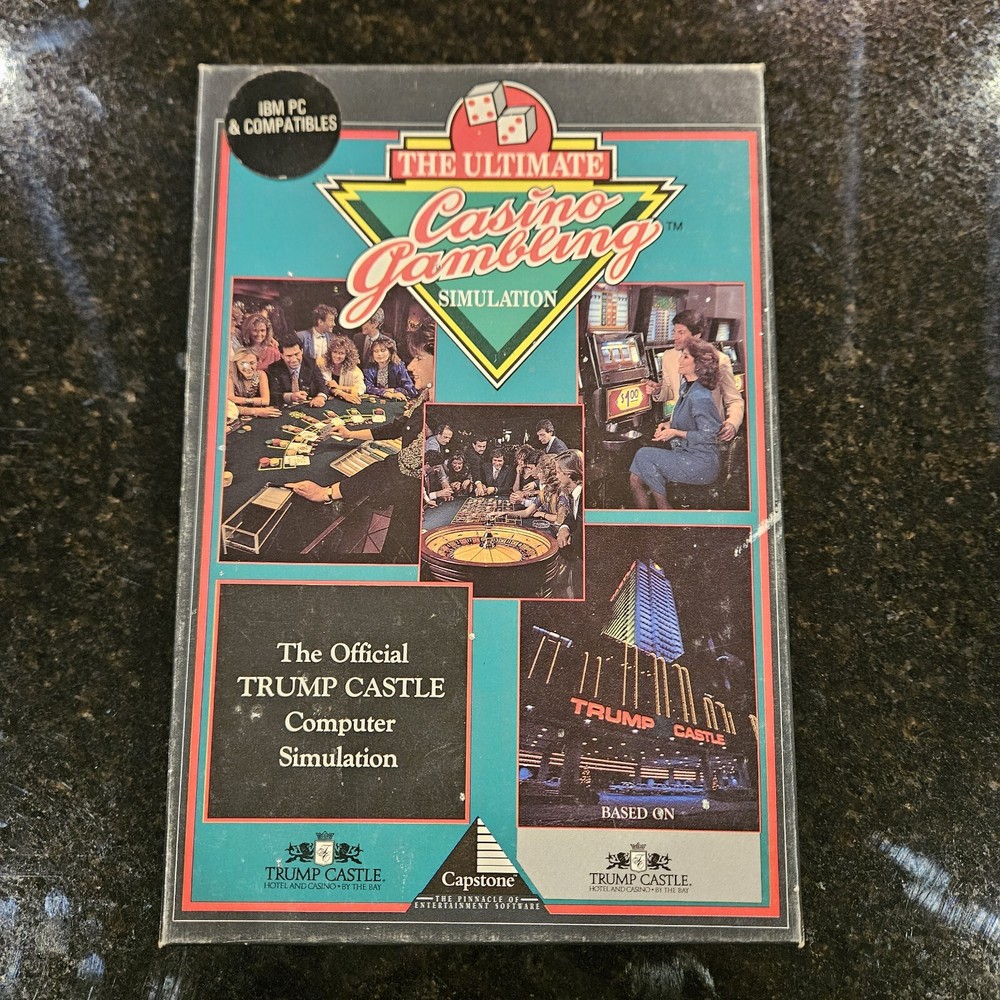 IBM PC
& COMPATIBLES
THE ULTIMATE
Casino
Gambling™
SIMULATION
$1.00
The Official
TRUMP CASTLE
Computer
Simulation
TRUMP CASTLE
BASED ON
TRUMP CASTLE®
HOTEL AND CASINO • BY THE BAY
Capstone™
THE PINNACLE OF
ENTERTAINMENT SOFTWARE
TRUMP CASTLE®
HOTEL AND CASINO • BY THE BAY